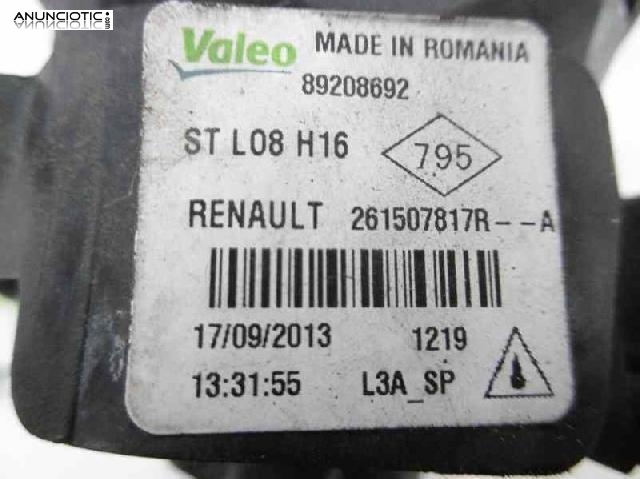 ANUNCIOTIC.com
Valeo MADE IN ROMANIA
89208692
ST L08 H16 795
RENAULT 261507817R--A
17/09/2013 1219
13:31:55 L3A_SP